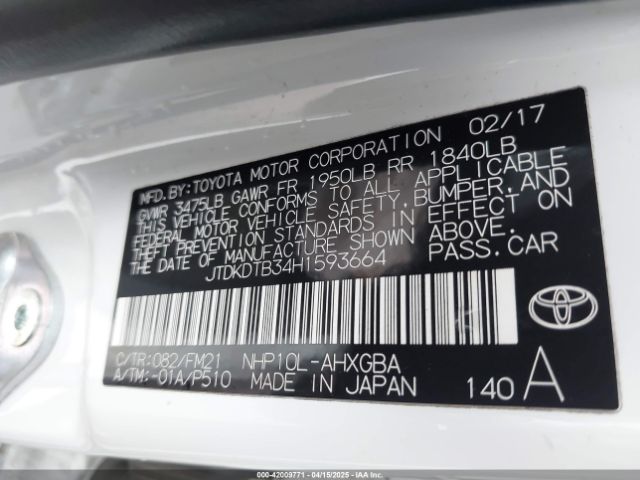 MFD.BY:TOYOTA MOTOR CORPORATION 02/17
GVWR 3475LB GAWR FR 1950LB RR 1840LB
THIS VEHICLE CONFORMS TO ALL APPLICABLE
FEDERAL MOTOR VEHICLE SAFETY,BUMPER,AND
THEFT PREVENTION STANDARDS IN EFFECT ON
THE DATE OF MANUFACTURE SHOWN ABOVE.
JTDKDTB34H1593664 PASS.CAR
C/TR:082/FM21 NHP10L-AHXGBA
A/TM:-01A/P510 MADE IN JAPAN 140 A
TOYOTA
000-42009771 - 04/15/2025 - IAAI.COM